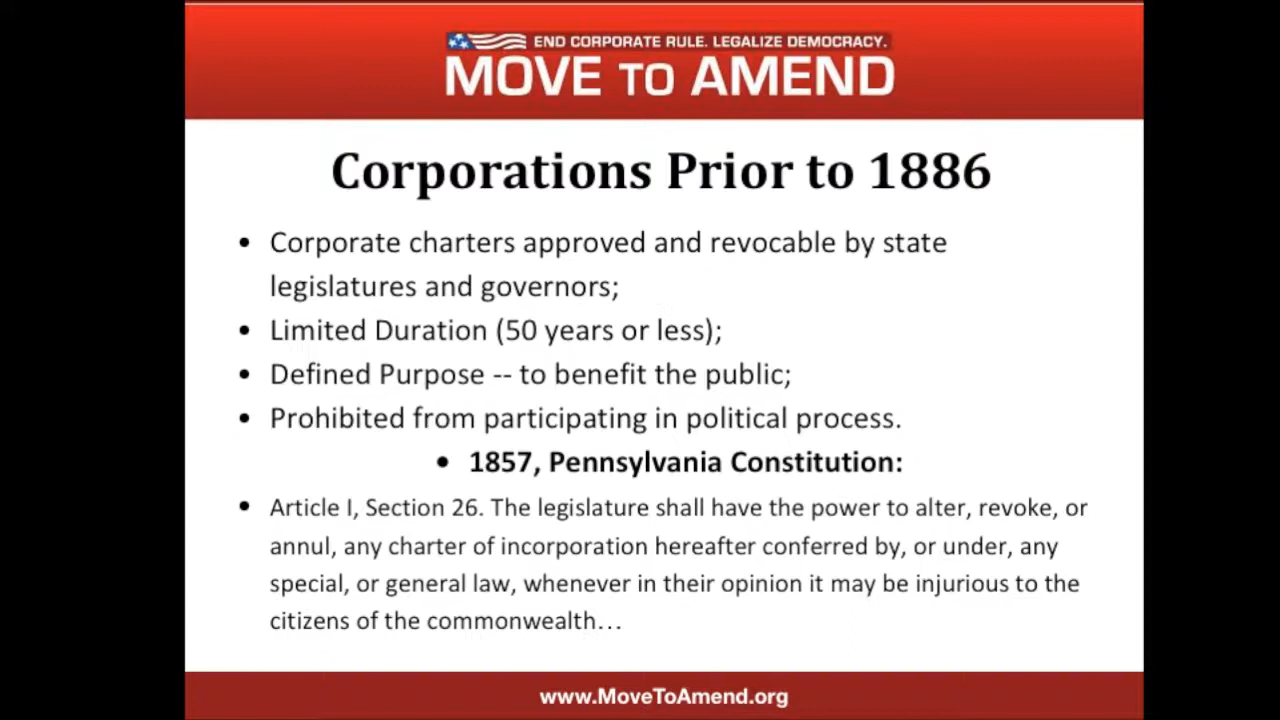 END CORPORATE RULE. LEGALIZE DEMOCRACY.
MOVE TO AMEND
Corporations Prior to 1886
• Corporate charters approved and revocable by state
legislatures and governors;
• Limited Duration (50 years or less);
• Defined Purpose -- to benefit the public;
• Prohibited from participating in political process.
• 1857, Pennsylvania Constitution:
• Article I, Section 26. The legislature shall have the power to alter, revoke, or
annul, any charter of incorporation hereafter conferred by, or under, any
special, or general law, whenever in their opinion it may be injurious to the
citizens of the commonwealth…
www.MoveToAmend.org